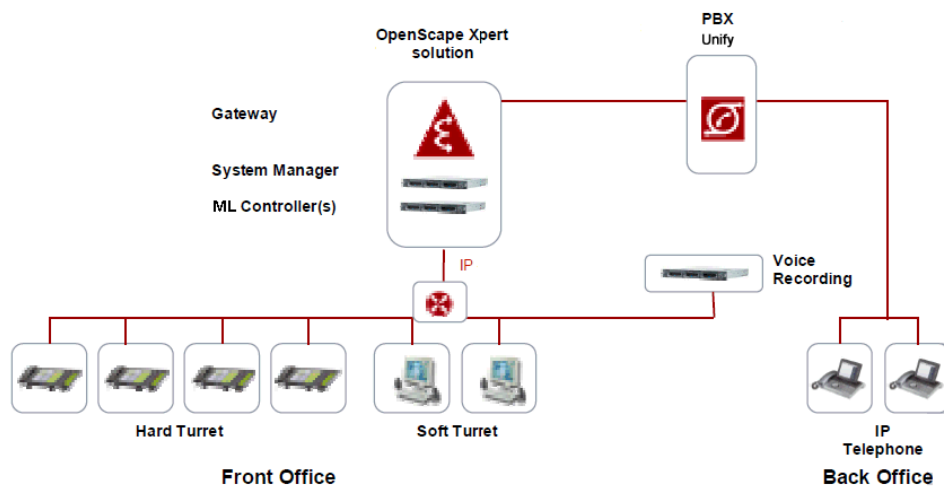 OpenScape Xpert
solution
PBX
Unify
Gateway
System Manager
ML Controller(s)
IP
Voice
Recording
Hard Turret
Soft Turret
IP
Telephone
Front Office
Back Office